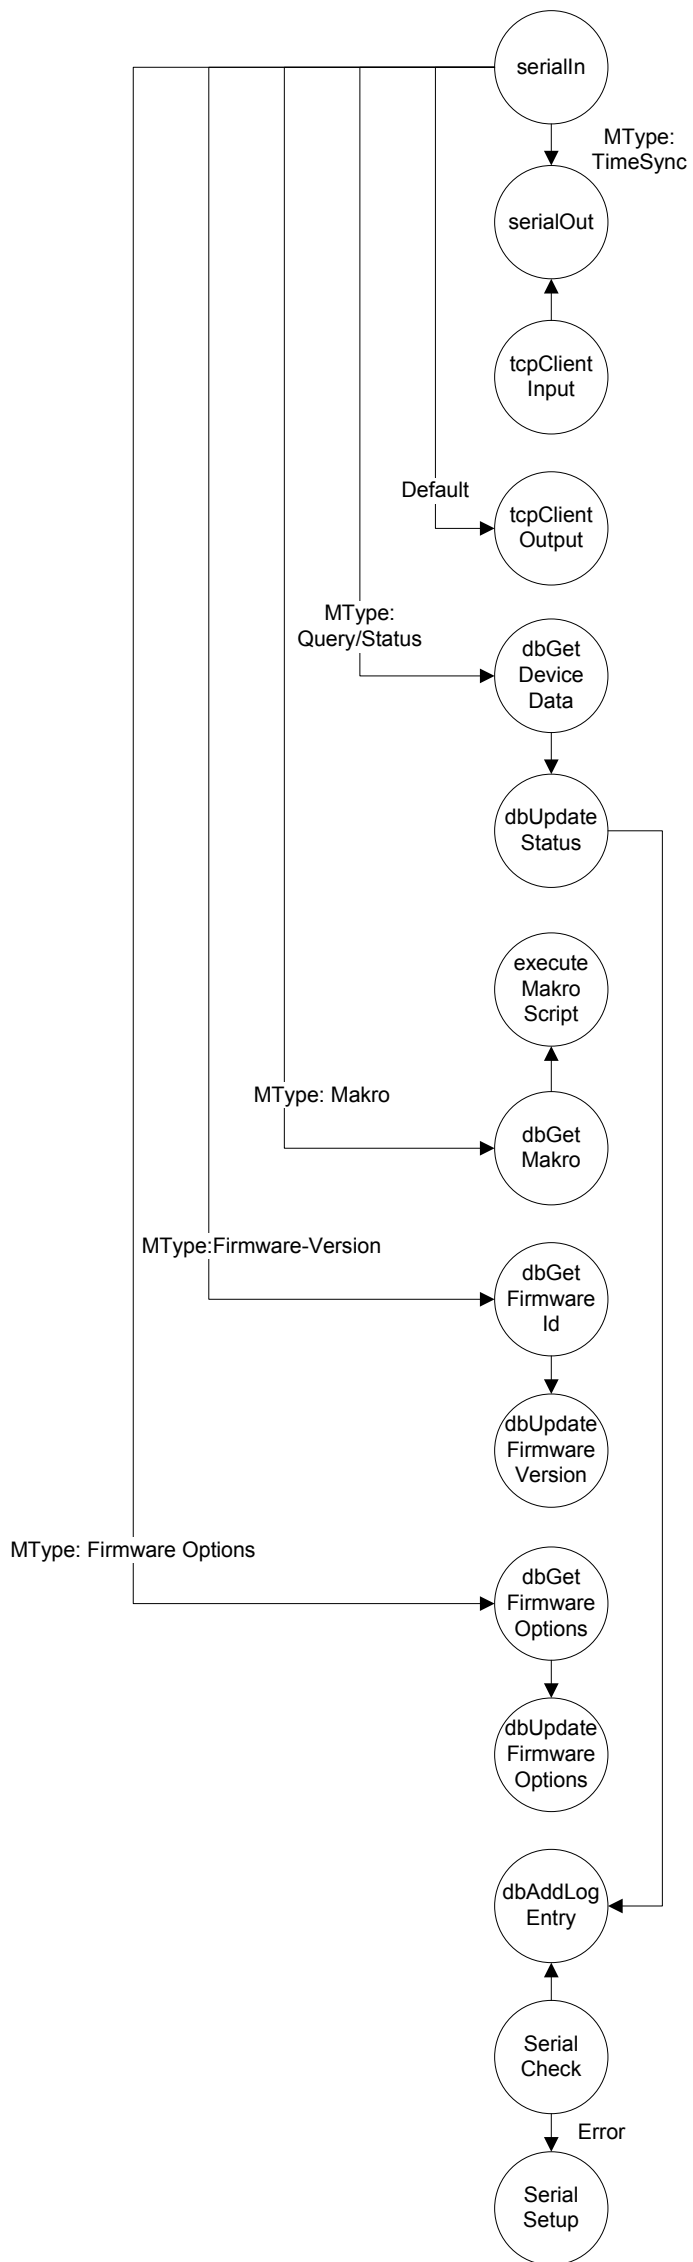 serialIn
MType:
TimeSync
serialOut
tcpClient
Input
Default
tcpClient
Output
MType:
Query/Status
dbGet
Device
Data
dbUpdate
Status
execute
Makro
Script
MType: Makro
dbGet
Makro
MType:Firmware-Version
dbGet
Firmware
Id
dbUpdate
Firmware
Version
MType: Firmware Options
dbGet
Firmware
Options
dbUpdate
Firmware
Options
dbAddLog
Entry
Serial
Check
Error
Serial
Setup